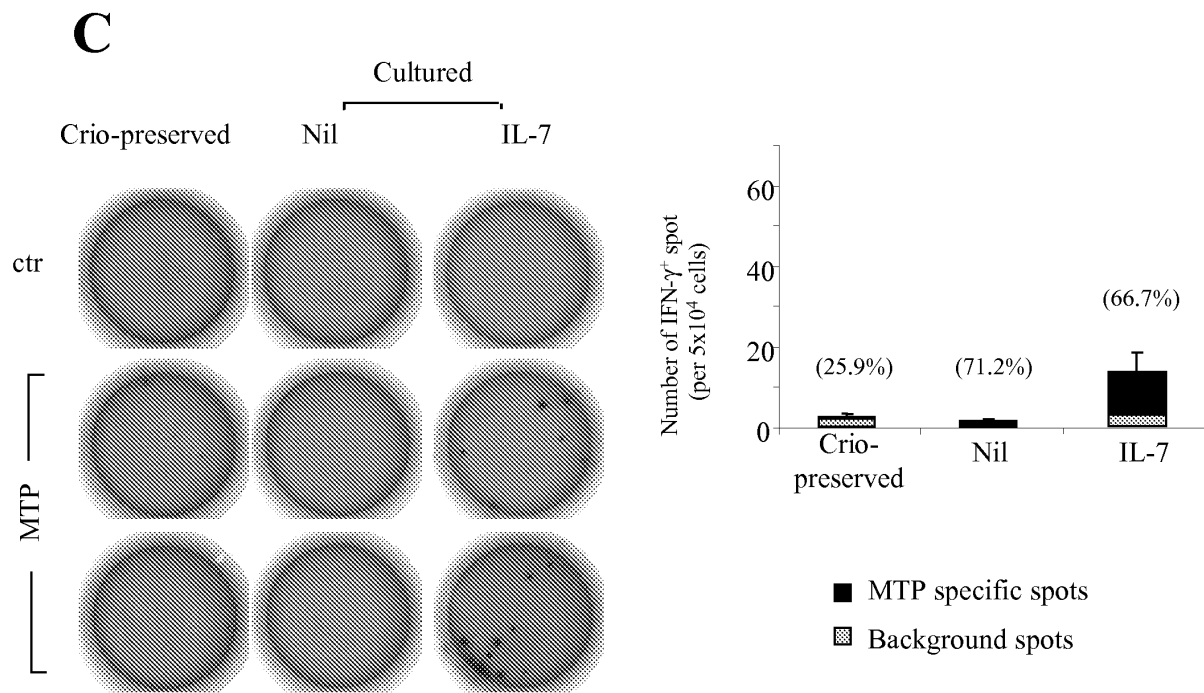 C
Cultured
Crio-preserved Nil IL-7
ctr
MTP
Number of IFN-γ⁺ spot
(per 5x10⁴ cells)
60
40
20
0
(25.9%) (71.2%) (66.7%)
Crio-
preserved
Nil
IL-7
MTP specific spots
Background spots